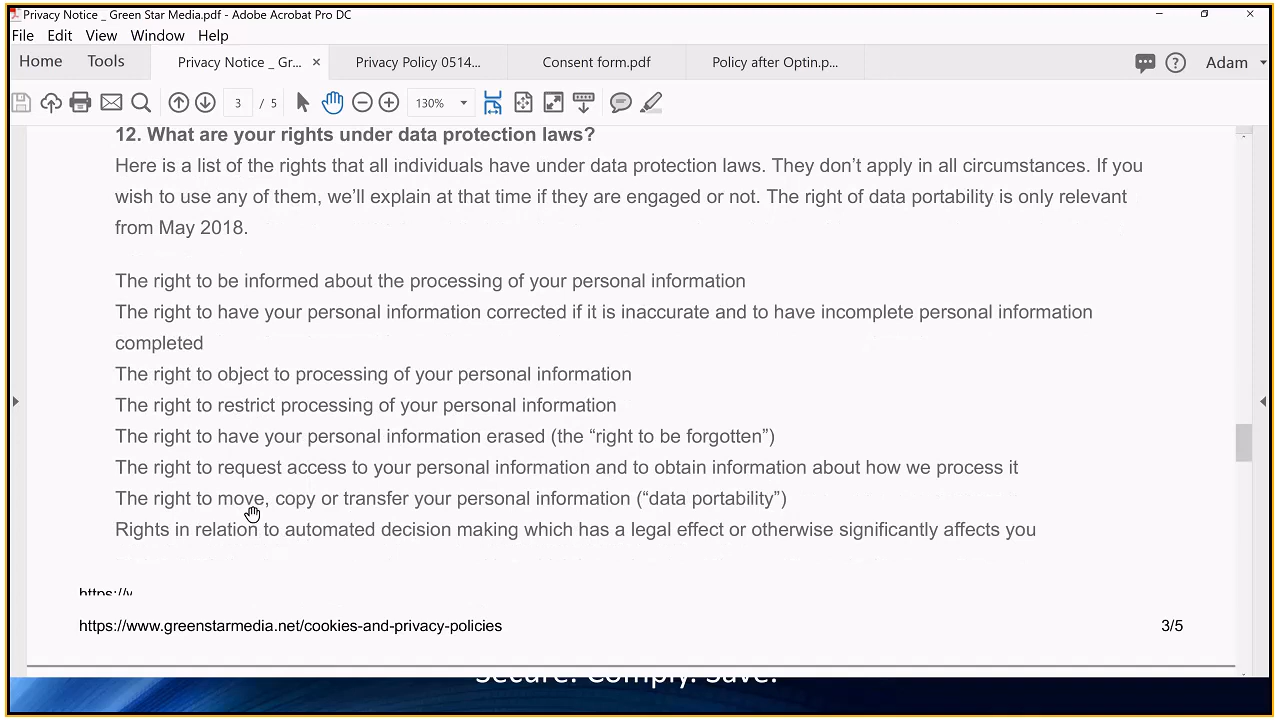 Privacy Notice _ Green Star Media.pdf - Adobe Acrobat Pro DC
File Edit View Window Help
Home Tools Privacy Notice _ Gr... × Privacy Policy 0514... Consent form.pdf Policy after Optin.p... Adam
3 / 5 130%
12. What are your rights under data protection laws?
Here is a list of the rights that all individuals have under data protection laws. They don’t apply in all circumstances. If you
wish to use any of them, we’ll explain at that time if they are engaged or not. The right of data portability is only relevant
from May 2018.
The right to be informed about the processing of your personal information
The right to have your personal information corrected if it is inaccurate and to have incomplete personal information
completed
The right to object to processing of your personal information
The right to restrict processing of your personal information
The right to have your personal information erased (the “right to be forgotten”)
The right to request access to your personal information and to obtain information about how we process it
The right to move, copy or transfer your personal information (“data portability”)
Rights in relation to automated decision making which has a legal effect or otherwise significantly affects you
https://www.greenstarmedia.net/cookies-and-privacy-policies 3/5
Secure. Comply. Save.